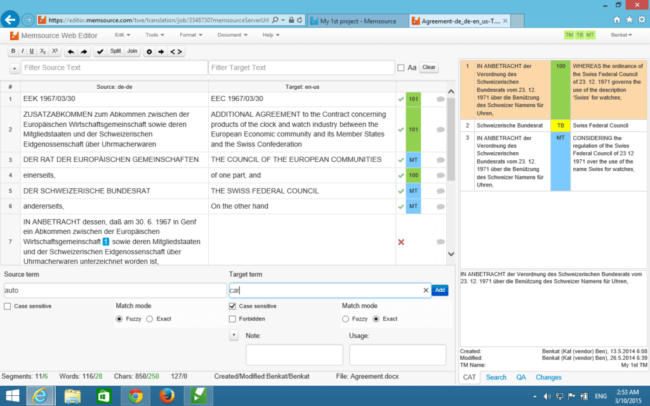 https://editor.memsource.com/twe/translation/job/3348730?memsourceServerUrl
My 1st project - Memsource
Agreement-de_de-en_us-T...
Memsource Web Editor
Edit
Tools
Format
Document
Help
TM TB MT
Benkat
B I U X₂ X²
Split
Join
Filter Source Text
Filter Target Text
Aa
Clear
# Source: de-de Target: en-us
1 EEK 1967/03/30 EEC 1967/03/30 101
2 ZUSATZABKOMMEN zum Abkommen zwischen der
Europäischen Wirtschaftsgemeinschaft sowie deren
Mitgliedstaaten und der Schweizerischen
Eidgenossenschaft über Uhrmacherwaren
ADDITIONAL AGREEMENT to the Contract concerning
products of the clock and watch industry between the
European Economic community and its Member States
and the Swiss Confederation
101
3 DER RAT DER EUROPÄISCHEN GEMEINSCHAFTEN THE COUNCIL OF THE EUROPEAN COMMUNITIES MT
4 einerseits, of one part, and 100
5 DER SCHWEIZERISCHE BUNDESRAT THE SWISS FEDERAL COUNCIL MT
6 andererseits, On the other hand MT
7 IN ANBETRACHT dessen, daß am 30. 6. 1967 in Genf
ein Abkommen zwischen der Europäischen
Wirtschaftsgemeinschaft 1 sowie deren Mitgliedstaaten
und der Schweizerischen Eidgenossenschaft über
Uhrmacherwaren unterzeichnet worden ist,
Source term
Target term
auto
car
Add
Case sensitive
Match mode
Fuzzy
Exact
Case sensitive
Forbidden
Match mode
Fuzzy
Exact
Note:
Usage:
Segments: 11/6 Words: 116/28 Chars: 850/258 127/0 Created/Modified:Benkat/Benkat File: Agreement.docx
1 IN ANBETRACHT der
Verordnung des
Schweizerischen
Bundesrats vom 23. 12.
1971 über die Benützung
des Schweizer Namens für
Uhren,
100
WHEREAS the ordinance of
the Swiss Federal Council
of 23. 12 1971 governs the
use of the description
'Swiss' for watches;
2 Schweizerische Bundesrat TB Swiss Federal Council
3 IN ANBETRACHT der
Verordnung des
Schweizerischen
Bundesrats vom 23. 12.
1971 über die Benützung
des Schweizer Namens für
Uhren,
MT
CONSIDERING the
regulation of the Swiss
Federal Council of 23 12
1971 over the use of the
name Swiss for watches,
IN ANBETRACHT der Verordnung des Schweizerischen Bundesrats vom
23. 12. 1971 über die Benützung des Schweizer Namens für Uhren,
Created: Benkat (Kat (vendor) Ben), 13.5.2014 6:08
Modified: Benkat (Kat (vendor) Ben), 26.5.2014 6:39
TM Name: My 1st TM
CAT
Search
QA
Changes
ENG
2:53 AM
3/10/2015